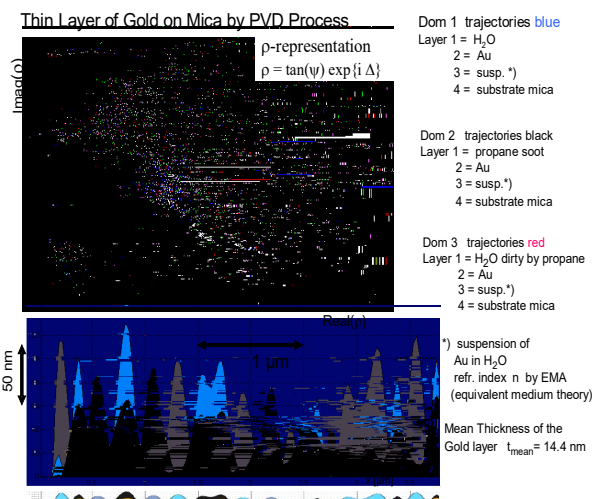 Thin Layer of Gold on Mica by PVD Process
ρ-representation
ρ = tan(ψ) exp{i Δ}
Imag(ρ)
Real(ρ)
Dom 1 trajectories blue
Layer 1 = H₂O
2 = Au
3 = susp. *)
4 = substrate mica
Dom 2 trajectories black
Layer 1 = propane soot
2 = Au
3 = susp.*)
4 = substrate mica
Dom 3 trajectories red
Layer 1 = H₂O dirty by propane
2 = Au
3 = susp.*)
4 = substrate mica
50 nm
1 µm
*) suspension of
Au in H₂O
refr. index n by EMA
(equivalent medium theory)
Mean Thickness of the
Gold layer tmean= 14.4 nm